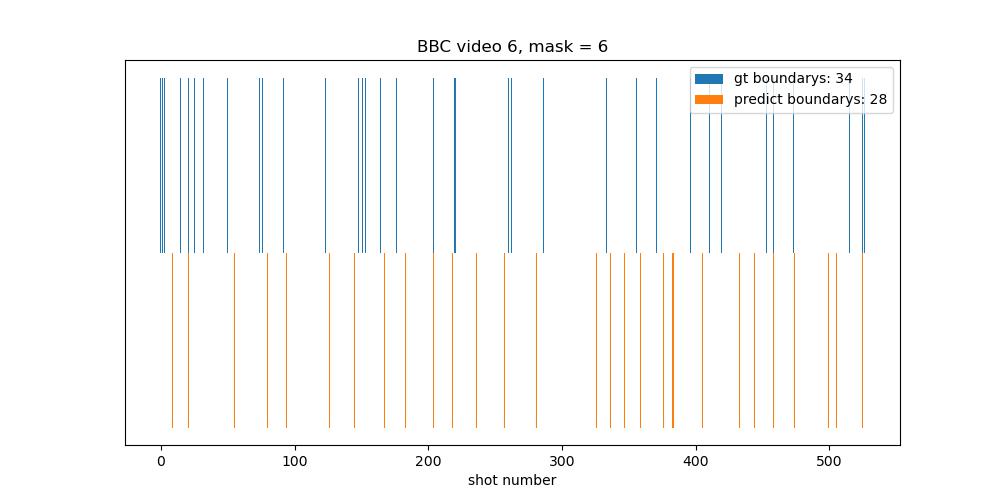 BBC video 6, mask = 6
gt boundarys: 34
predict boundarys: 28
0 100 200 300 400 500
shot number